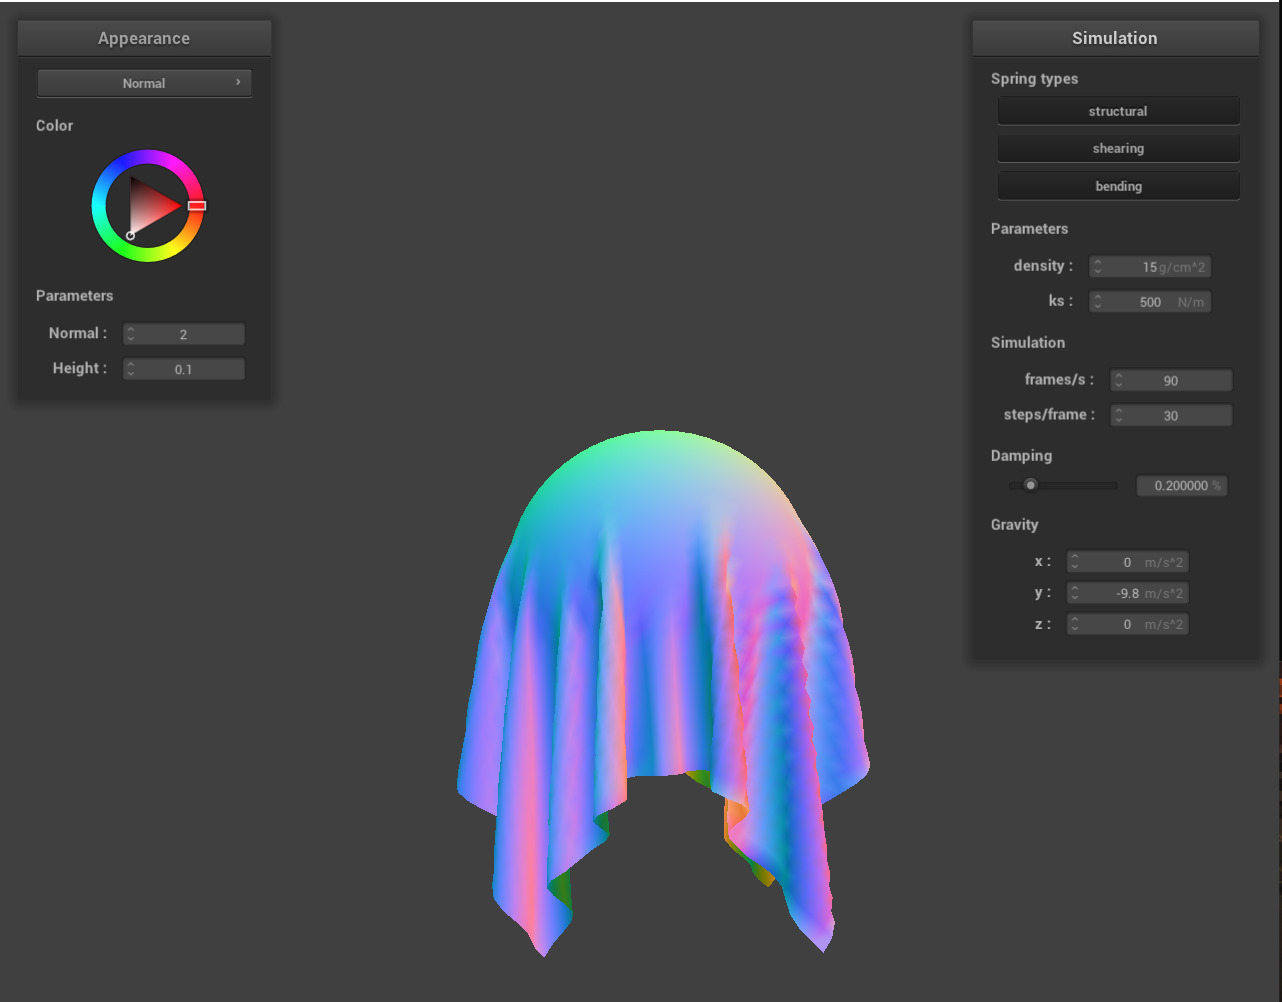 Appearance
Normal ›
Color
Parameters
Normal : 2
Height : 0.1
Simulation
Spring types
structural
shearing
bending
Parameters
density : 15 g/cm^2
ks : 500 N/m
Simulation
frames/s : 90
steps/frame : 30
Damping
0.200000 %
Gravity
x : 0 m/s^2
y : -9.8 m/s^2
z : 0 m/s^2